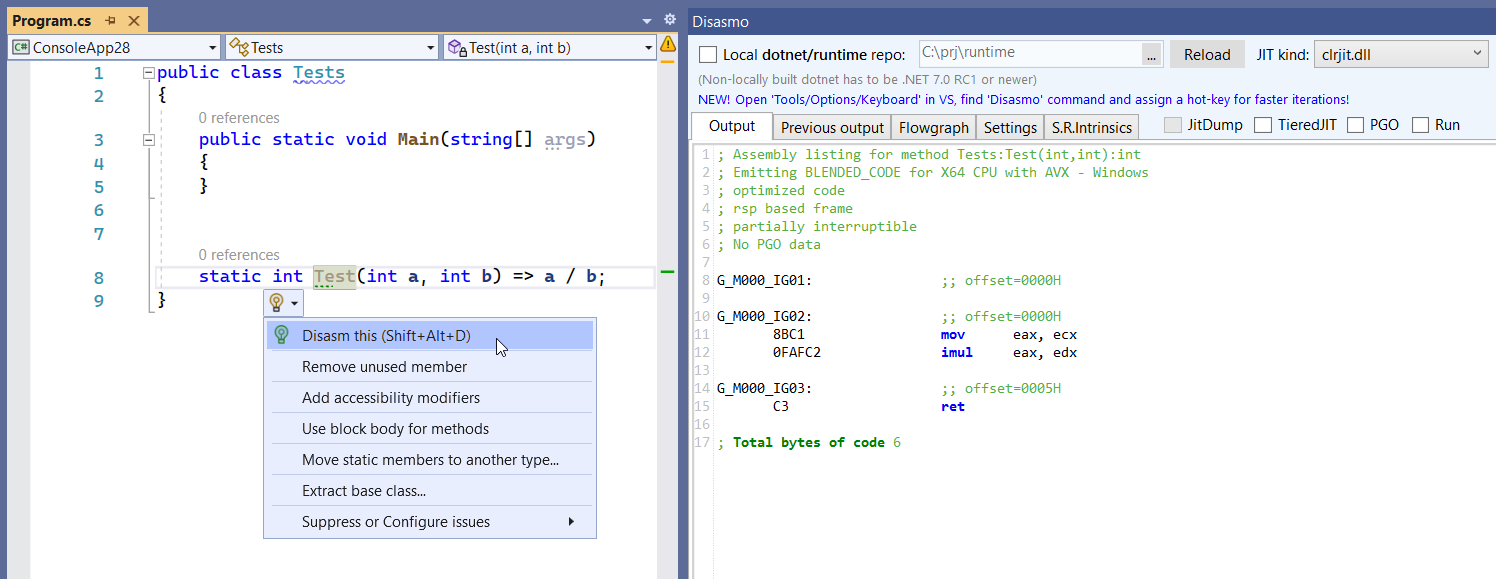 Program.cs
ConsoleApp28
Tests
Test(int a, int b)
1 public class Tests
2 {
0 references
3 public static void Main(string[] args)
4 {
5 }
6
7
0 references
8 static int Test(int a, int b) => a / b;
9 }
Disasm this (Shift+Alt+D)
Remove unused member
Add accessibility modifiers
Use block body for methods
Move static members to another type...
Extract base class...
Suppress or Configure issues
Disasmo
Local dotnet/runtime repo: C:\prj\runtime ... Reload JIT kind: clrjit.dll
(Non-locally built dotnet has to be .NET 7.0 RC1 or newer)
NEW! Open 'Tools/Options/Keyboard' in VS, find 'Disasmo' command and assign a hot-key for faster iterations!
Output Previous output Flowgraph Settings S.R.Intrinsics JitDump TieredJIT PGO Run
1 ; Assembly listing for method Tests:Test(int,int):int
2 ; Emitting BLENDED_CODE for X64 CPU with AVX - Windows
3 ; optimized code
4 ; rsp based frame
5 ; partially interruptible
6 ; No PGO data
7
8 G_M000_IG01: ;; offset=0000H
9
10 G_M000_IG02: ;; offset=0000H
11 8BC1 mov eax, ecx
12 0FAFC2 imul eax, edx
13
14 G_M000_IG03: ;; offset=0005H
15 C3 ret
16
17 ; Total bytes of code 6